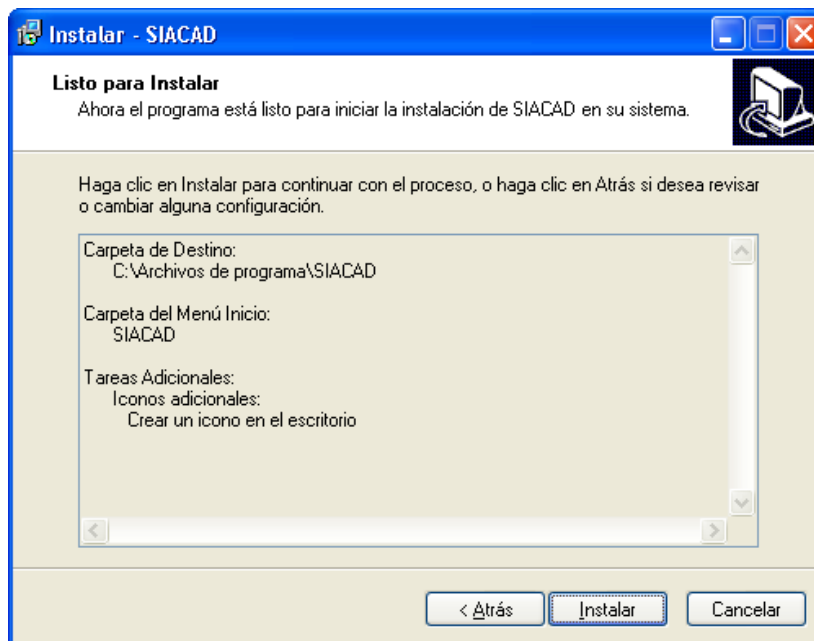 Instalar - SIACAD
Listo para Instalar
Ahora el programa está listo para iniciar la instalación de SIACAD en su sistema.
Haga clic en Instalar para continuar con el proceso, o haga clic en Atrás si desea revisar
o cambiar alguna configuración.
Carpeta de Destino:
C:\Archivos de programa\SIACAD
Carpeta del Menú Inicio:
SIACAD
Tareas Adicionales:
Iconos adicionales:
Crear un icono en el escritorio
< Atrás Instalar Cancelar